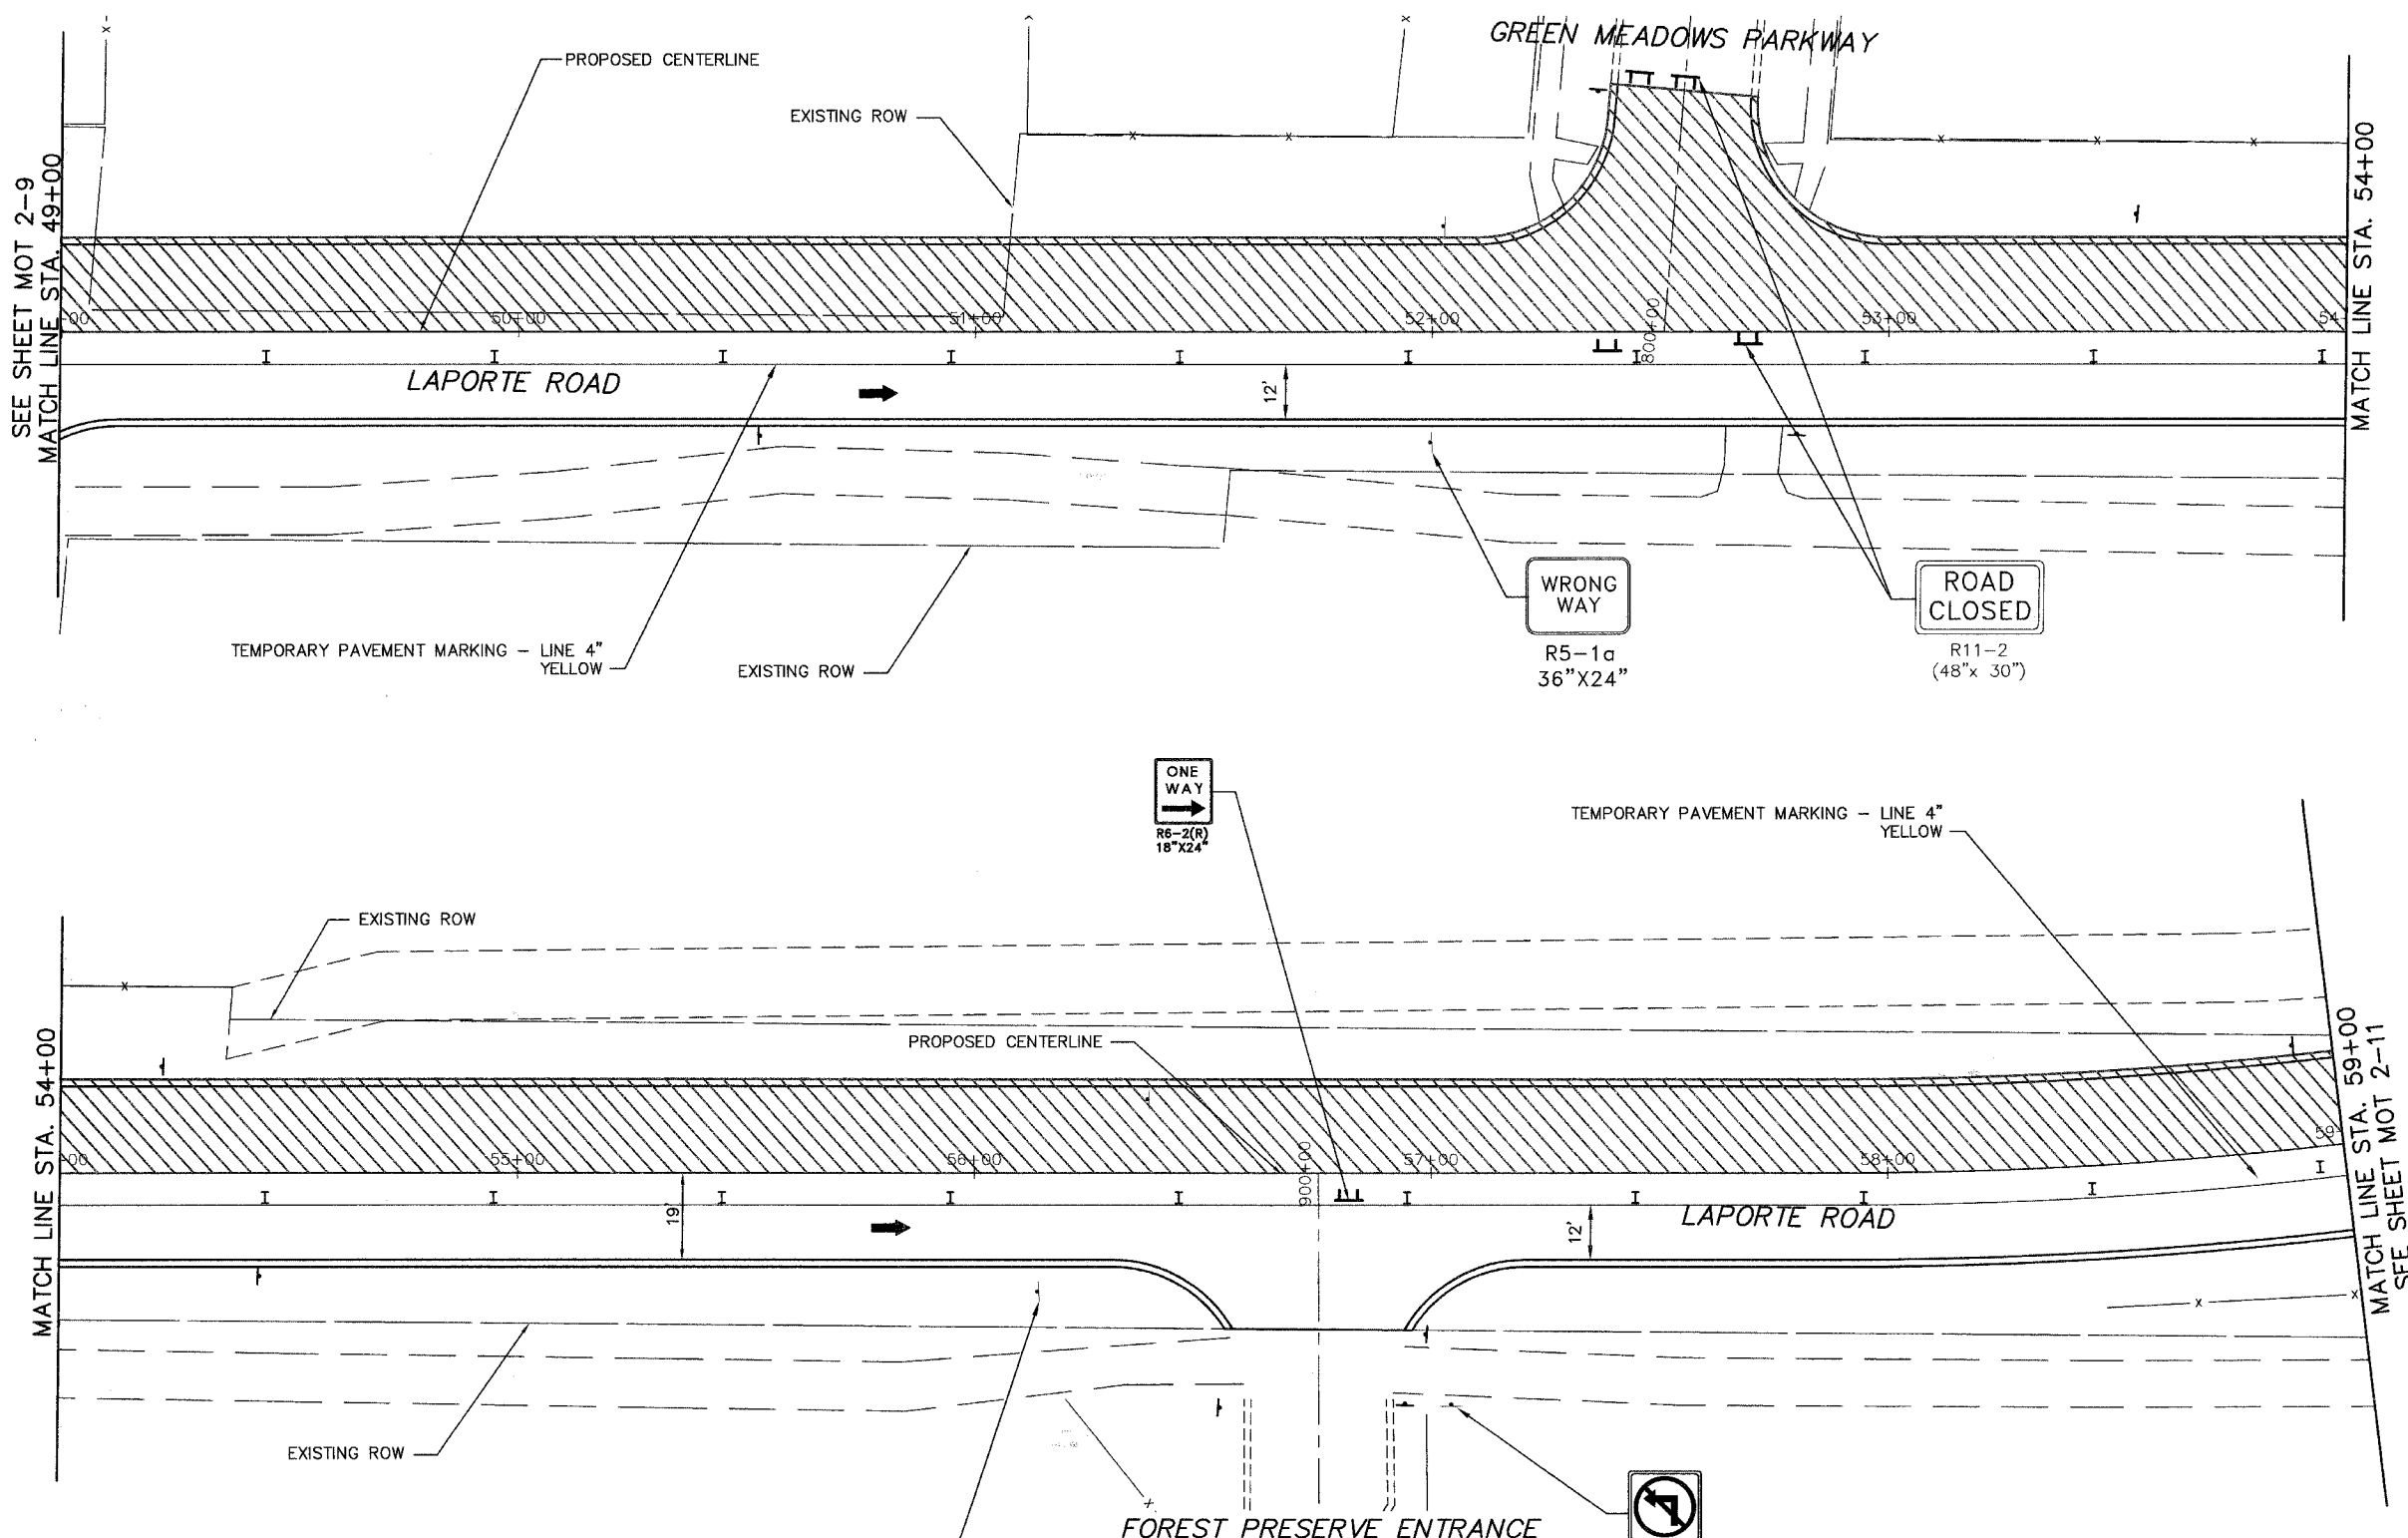 GREEN MEADOWS PARKWAY
PROPOSED CENTERLINE
EXISTING ROW
SEE SHEET MOT 2-9
MATCH LINE STA. 49+00
MATCH LINE STA. 54+00
00
50+00
51+00
52+00
800+00
53+00
54
LAPORTE ROAD
12'
WRONG
WAY
R5-1a
36"X24"
ROAD
CLOSED
R11-2
(48"x 30")
TEMPORARY PAVEMENT MARKING - LINE 4"
YELLOW
EXISTING ROW
ONE
WAY
R6-2(R)
18"X24"
TEMPORARY PAVEMENT MARKING - LINE 4"
YELLOW
EXISTING ROW
PROPOSED CENTERLINE
MATCH LINE STA. 54+00
MATCH LINE STA. 59+00
SEE SHEET MOT 2-11
00
55+00
56+00
900+00
57+00
58+00
59
19'
12'
LAPORTE ROAD
EXISTING ROW
FOREST PRESERVE ENTRANCE